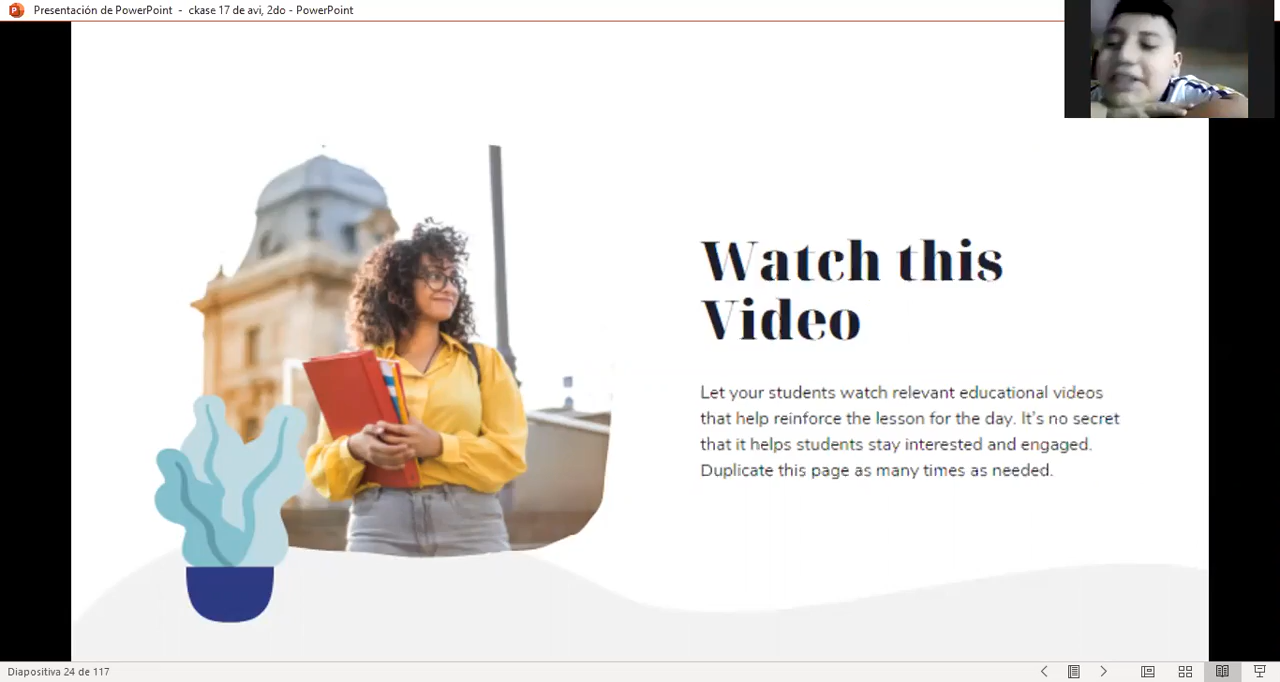 Presentación de PowerPoint - ckase 17 de avi, 2do - PowerPoint
Watch this
Video
Let your students watch relevant educational videos
that help reinforce the lesson for the day. It's no secret
that it helps students stay interested and engaged.
Duplicate this page as many times as needed.
Diapositiva 24 de 117